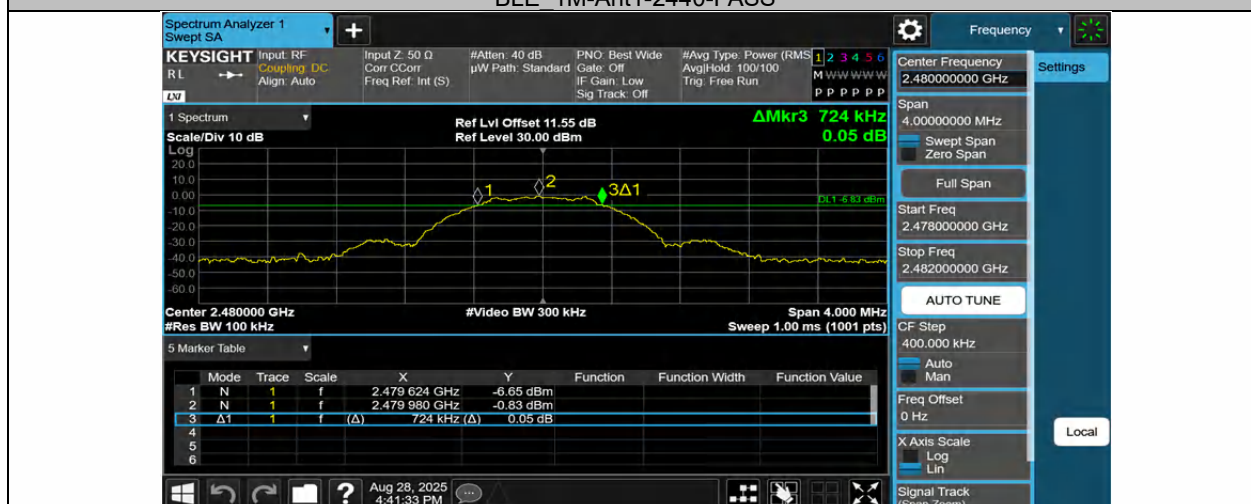 BLE_1M-Ant1-2440-PASS
Spectrum Analyzer 1
Swept SA
Frequency
KEYSIGHT
RL
LXI
Input: RF
Coupling: DC
Align: Auto
Input Z: 50 Ω
Corr CCorr
Freq Ref: Int (S)
#Atten: 40 dB
µW Path: Standard
PNO: Best Wide
Gate: Off
IF Gain: Low
Sig Track: Off
#Avg Type: Power (RMS
Avg|Hold: 100/100
Trig: Free Run
1 2 3 4 5 6
M W W W W W
P P P P P P
1 Spectrum
Scale/Div 10 dB
Ref Lvl Offset 11.55 dB
Ref Level 30.00 dBm
ΔMkr3 724 kHz
0.05 dB
Log
20.0
10.0
0.00
-10.0
-20.0
-30.0
-40.0
-50.0
-60.0
1
2
3Δ1
DL1 -6.83 dBm
Center 2.480000 GHz
#Res BW 100 kHz
#Video BW 300 kHz
Span 4.000 MHz
Sweep 1.00 ms (1001 pts)
5 Marker Table
Mode Trace Scale X Y Function Function Width Function Value
1 N 1 f 2.479 624 GHz -6.65 dBm
2 N 1 f 2.479 980 GHz -0.83 dBm
3 Δ1 1 f (Δ) 724 kHz (Δ) 0.05 dB
4
5
6
Center Frequency
2.480000000 GHz
Span
4.00000000 MHz
Swept Span
Zero Span
Full Span
Start Freq
2.478000000 GHz
Stop Freq
2.482000000 GHz
AUTO TUNE
CF Step
400.000 kHz
Auto
Man
Freq Offset
0 Hz
X Axis Scale
Log
Lin
Signal Track
(Span Zoom)
Settings
Local
?
Aug 28, 2025
4:41:33 PM